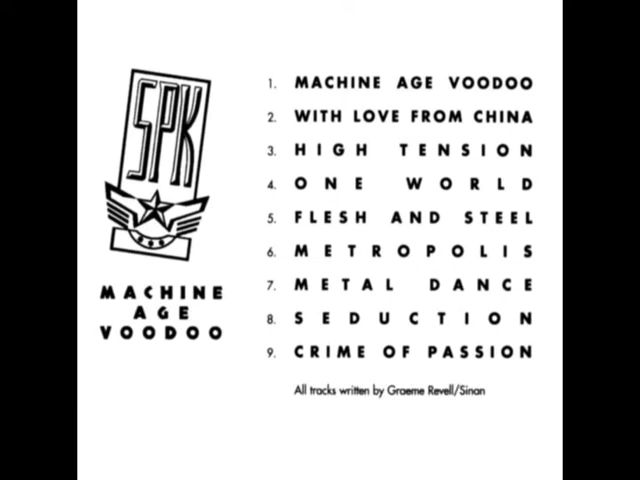 SPK
MACHINE
AGE
VOODOO
1. MACHINE AGE VOODOO
2. WITH LOVE FROM CHINA
3. HIGH TENSION
4. ONE WORLD
5. FLESH AND STEEL
6. METROPOLIS
7. METAL DANCE
8. SEDUCTION
9. CRIME OF PASSION
All tracks written by Graeme Revell/Sinan